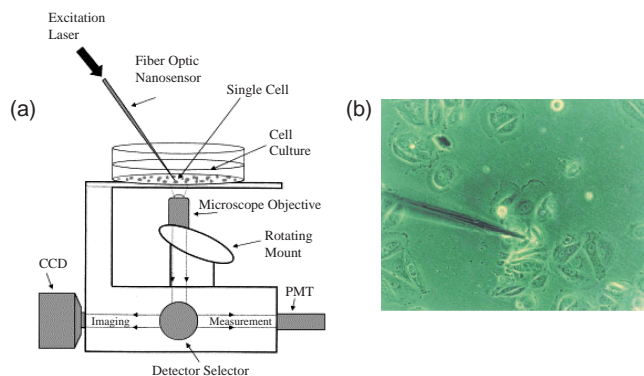 Excitation
Laser
Fiber Optic
Nanosensor
(a)
Single Cell
(b)
Cell
Culture
Microscope Objective
Rotating
Mount
CCD
PMT
Imaging
Measurement
Detector Selector